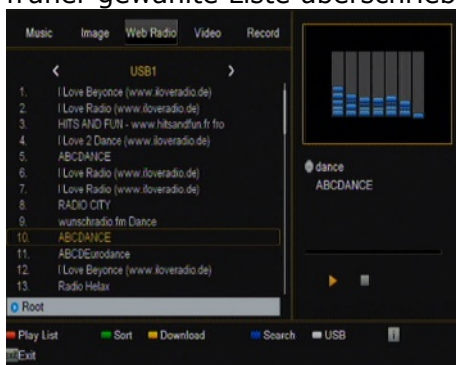 früher gewählte Liste überschrieb
Music Image Web Radio Video Record
USB1
1. I Love Beyonce (www.iloveradio.de)
2. I Love Radio (www.iloveradio.de)
3. HITS AND FUN - www.hitsandfun.fr fro
4. I Love 2 Dance (www.iloveradio.de)
5. ABCDANCE
6. I Love Radio (www.iloveradio.de)
7. I Love Radio (www.iloveradio.de)
8. RADIO CITY
9. wunschradio.fm Dance
10. ABCDANCE
11. ABCDEurodance
12. I Love Beyonce (www.iloveradio.de)
13. Radio Helax
Root
dance
ABCDANCE
Play List Sort Download Search USB i
Exit